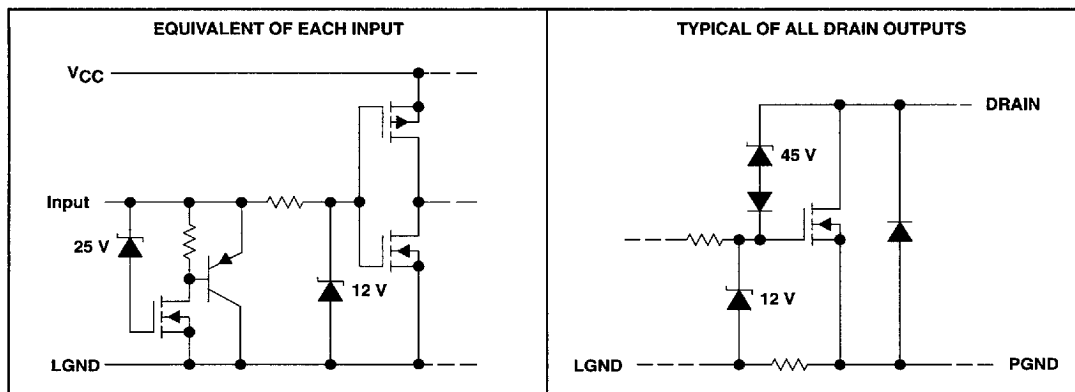 EQUIVALENT OF EACH INPUT
VCC
Input
25 V
12 V
LGND
TYPICAL OF ALL DRAIN OUTPUTS
DRAIN
45 V
12 V
LGND
PGND